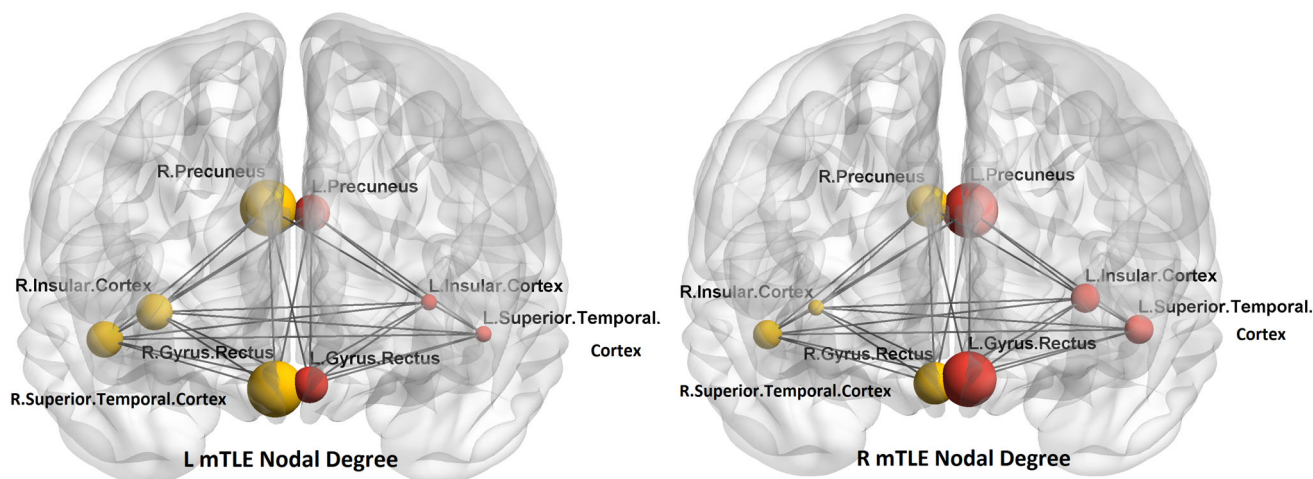 R.Precuneus
L.Precuneus
R.Insular.Cortex
L.Insular.Cortex
L.Superior.Temporal.
Cortex
R.Gyrus.Rectus
L.Gyrus.Rectus
R.Superior.Temporal.Cortex
L mTLE Nodal Degree
R.Precuneus
L.Precuneus
R.Insular.Cortex
L.Insular.Cortex
L.Superior.Temporal.
Cortex
R.Gyrus.Rectus
L.Gyrus.Rectus
R.Superior.Temporal.Cortex
R mTLE Nodal Degree